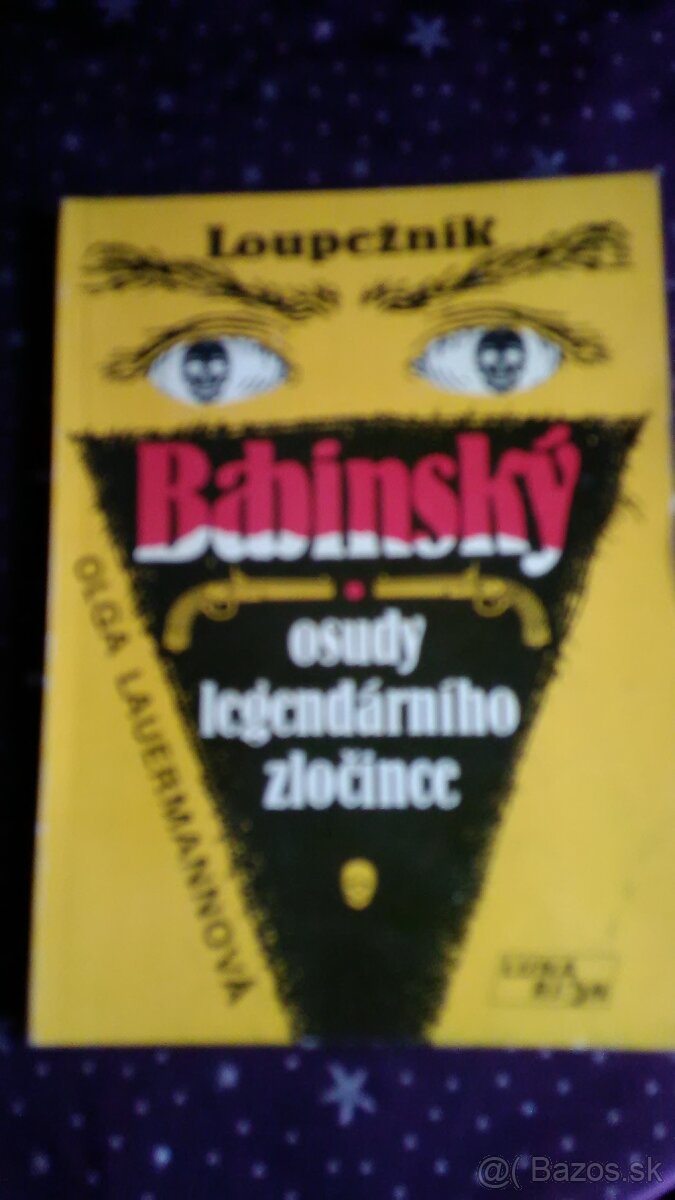 Loupežník
Babinský
osudy
legendárního
zločince
OLGA LAUERMANNOVÁ
@( Bazos.sk